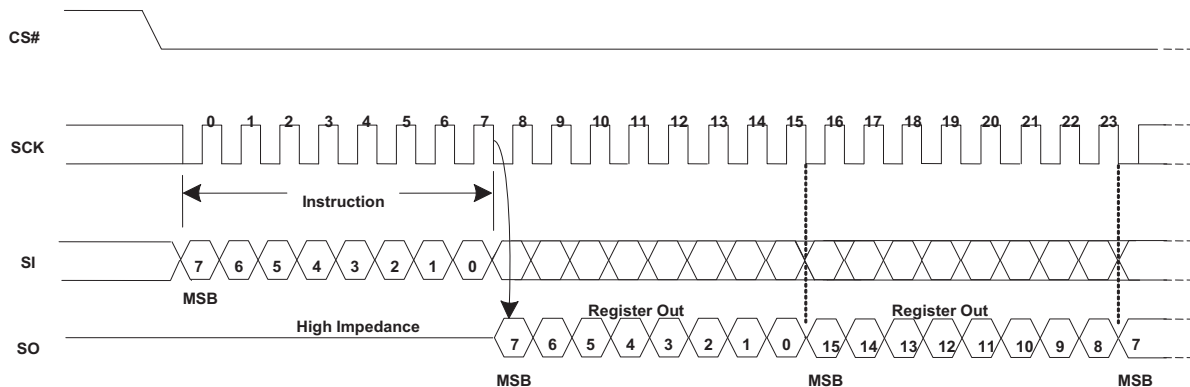 CS#
0 1 2 3 4 5 6 7 8 9 10 11 12 13 14 15 16 17 18 19 20 21 22 23
SCK
Instruction
SI
7 6 5 4 3 2 1 0
MSB
High Impedance
Register Out
Register Out
SO
7 6 5 4 3 2 1 0 15 14 13 12 11 10 9 8 7
MSB
MSB
MSB